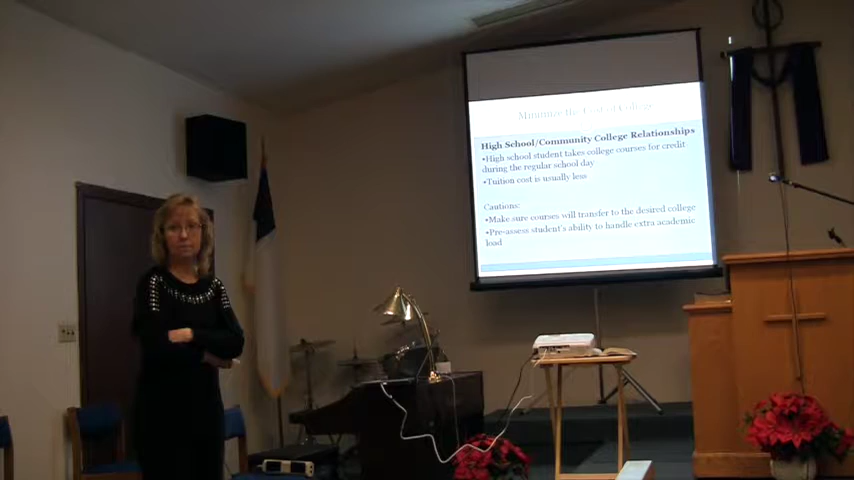 Minimize the Cost of College
High School/Community College Relationships
•High school student takes college courses for credit
during the regular school day
•Tuition cost is usually less
Cautions:
•Make sure courses will transfer to the desired college
•Pre-assess student's ability to handle extra academic
load